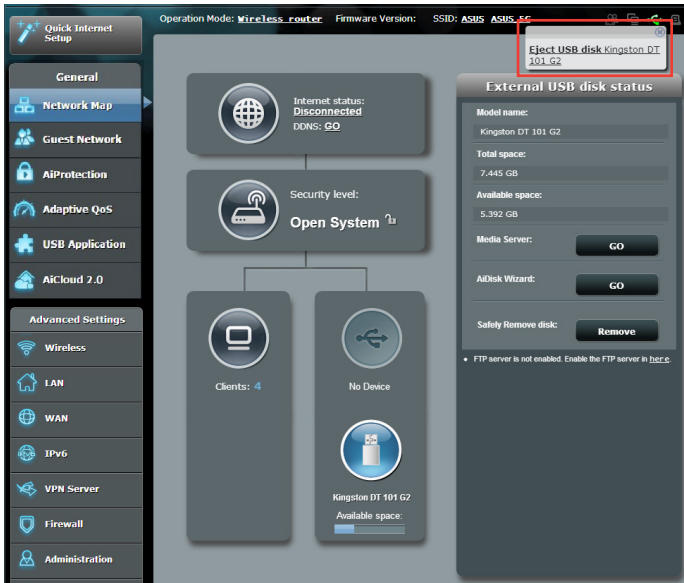 Quick Internet
Setup
Operation Mode: Wireless router Firmware Version: SSID: ASUS ASUS_5G
Eject USB disk Kingston DT
101 G2
General
Network Map
Guest Network
AiProtection
Adaptive QoS
USB Application
AiCloud 2.0
Advanced Settings
Wireless
LAN
WAN
IPv6
VPN Server
Firewall
Administration
Internet status:
Disconnected
DDNS: GO
Security level:
Open System
Clients: 4
No Device
Kingston DT 101 G2
Available space:
External USB disk status
Model name:
Kingston DT 101 G2
Total space:
7.445 GB
Available space:
5.392 GB
Media Server: GO
AiDisk Wizard: GO
Safely Remove disk: Remove
• FTP server is not enabled. Enable the FTP server in here.